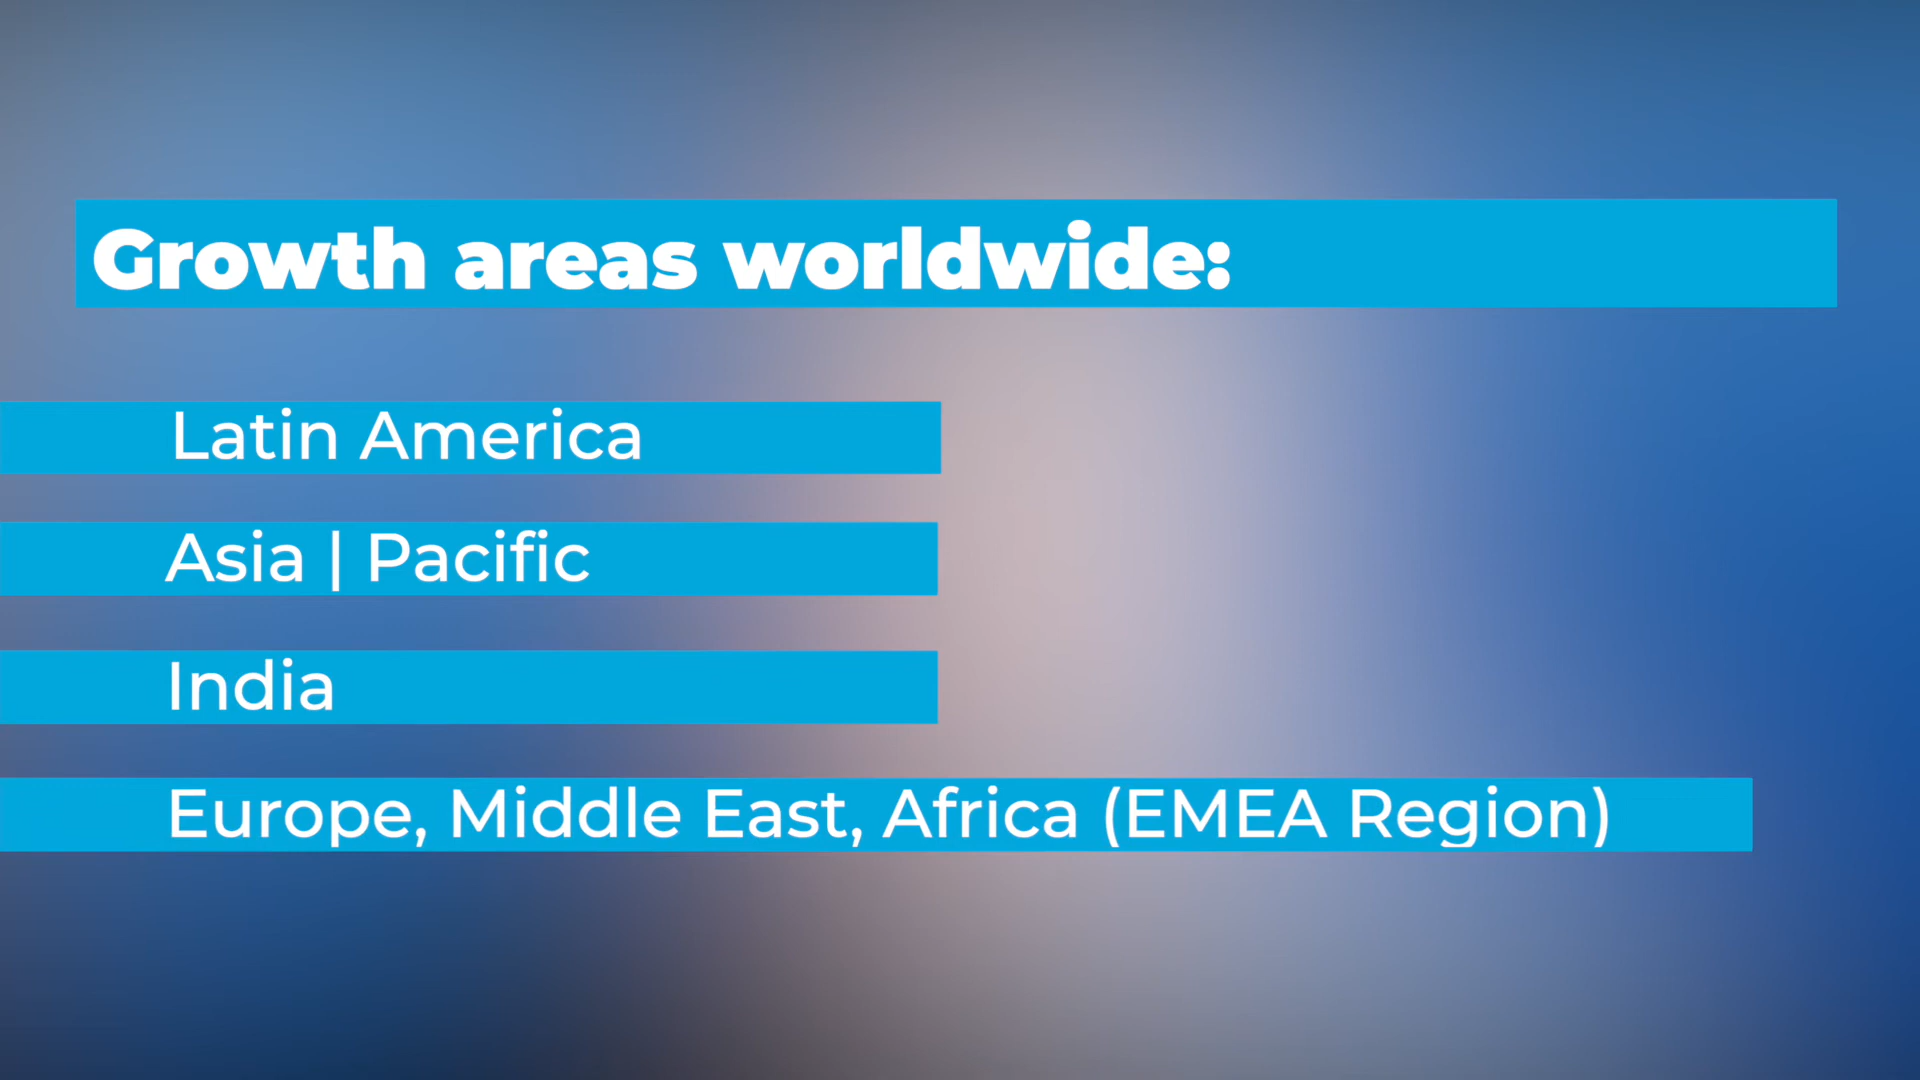 Growth areas worldwide:
Latin America
Asia | Pacific
India
Europe, Middle East, Africa (EMEA Region)